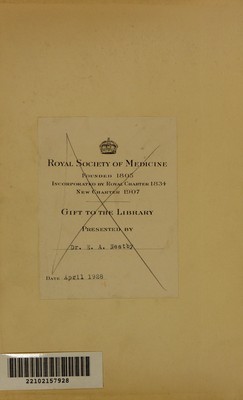 ROYAL SOCIETY OF MEDICINE
FOUNDED 1805
INCORPORATED BY ROYAL CHARTER 1834
NEW CHARTER 1907
GIFT TO THE LIBRARY
PRESENTED BY
Dr. E. A. Beatty
DATE April 1928
22102157928